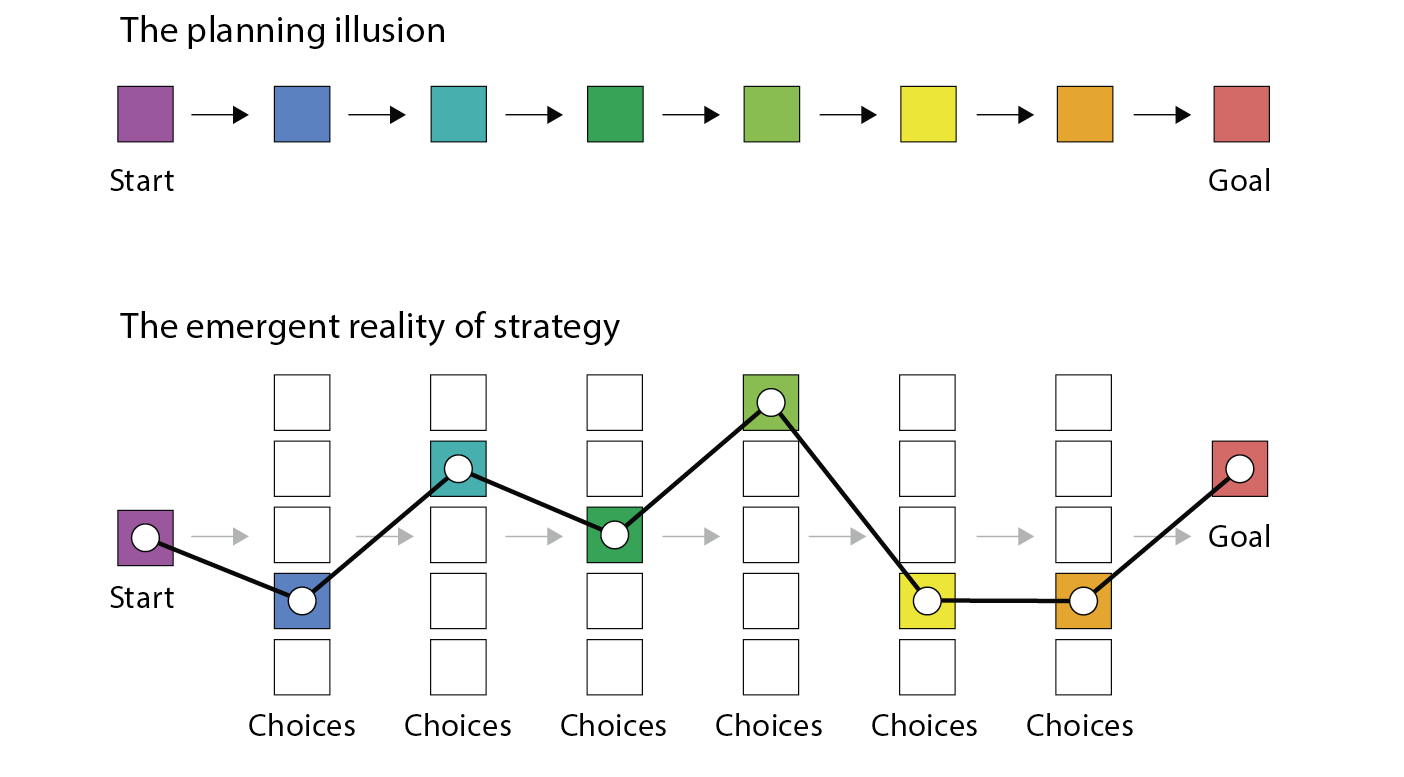 The planning illusion
Start
Goal
The emergent reality of strategy
Start
Goal
Choices Choices Choices Choices Choices Choices